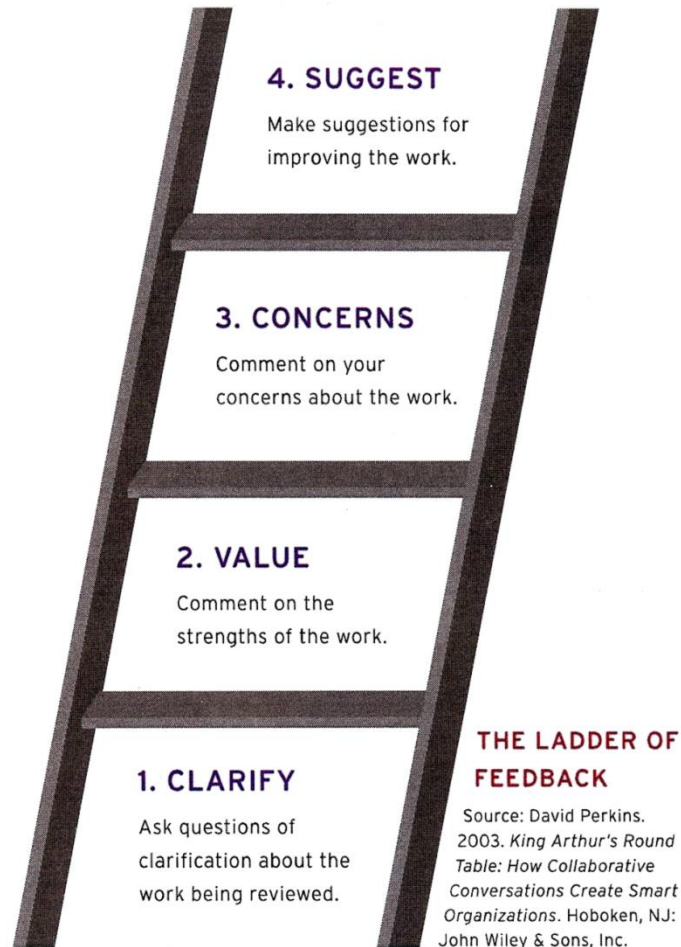 4. SUGGEST
Make suggestions for
improving the work.
3. CONCERNS
Comment on your
concerns about the work.
2. VALUE
Comment on the
strengths of the work.
1. CLARIFY
Ask questions of
clarification about the
work being reviewed.
THE LADDER OF
FEEDBACK
Source: David Perkins.
2003. King Arthur's Round
Table: How Collaborative
Conversations Create Smart
Organizations. Hoboken, NJ:
John Wiley & Sons, Inc.